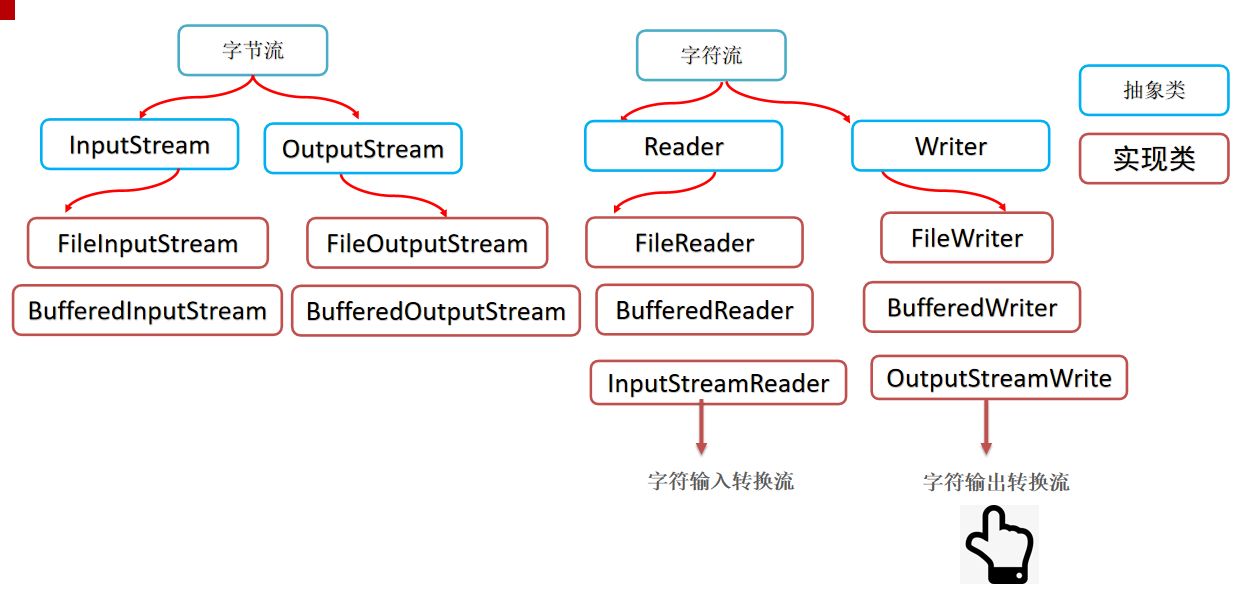 字节流
字符流
抽象类
InputStream
OutputStream
Reader
Writer
实现类
FileInputStream
FileOutputStream
FileReader
FileWriter
BufferedInputStream
BufferedOutputStream
BufferedReader
BufferedWriter
InputStreamReader
OutputStreamWrite
字符输入转换流
字符输出转换流